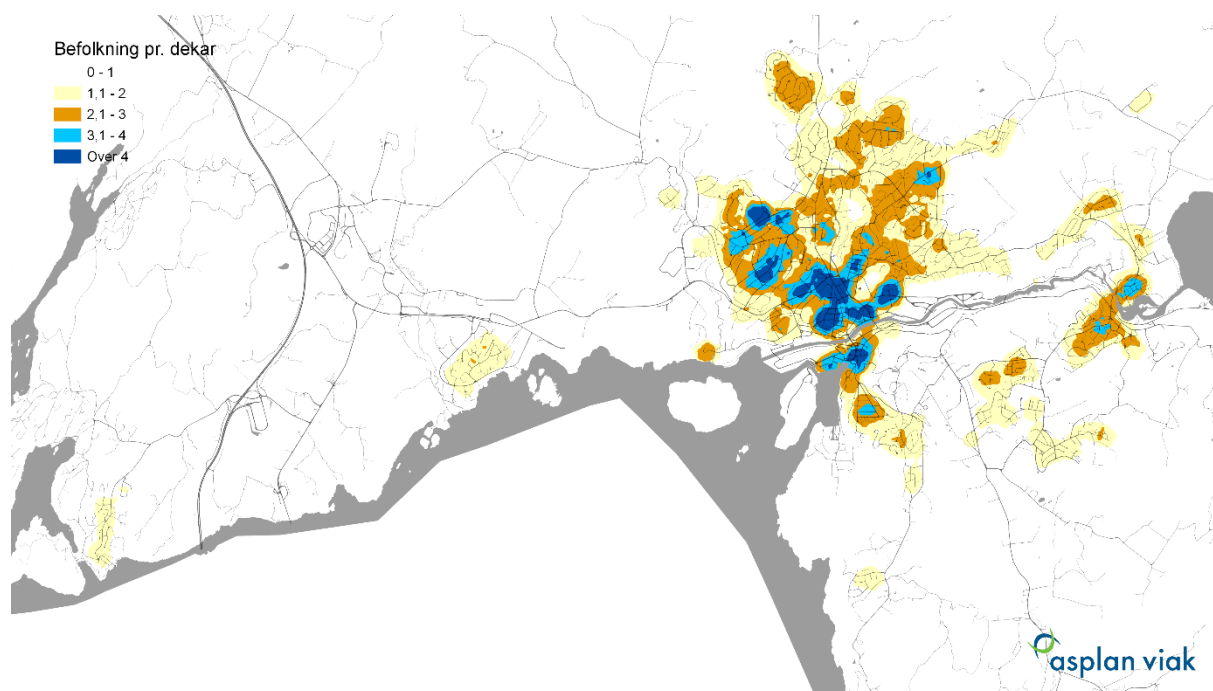 Befolkning pr. dekar
0 - 1
1,1 - 2
2,1 - 3
3,1 - 4
Over 4
asplan viak